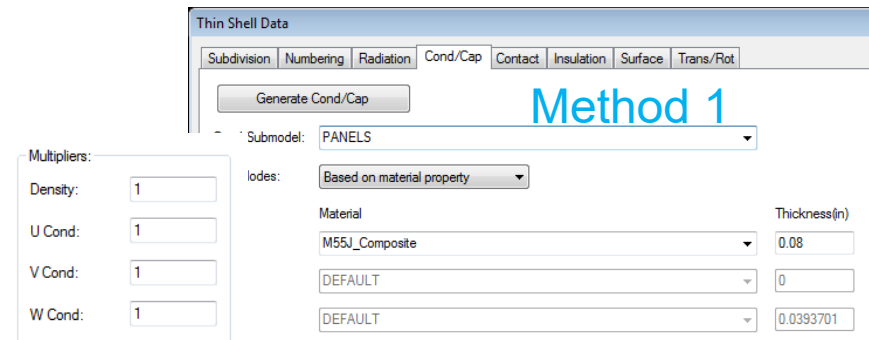 Thin Shell Data
Subdivision Numbering Radiation Cond/Cap Contact Insulation Surface Trans/Rot
Generate Cond/Cap
Method 1
Submodel: PANELS
Multipliers:
Based on material property
Density: 1
Material Thickness(in)
U Cond: 1
M55J_Composite 0.08
V Cond: 1
DEFAULT 0
W Cond: 1
DEFAULT 0.0393701